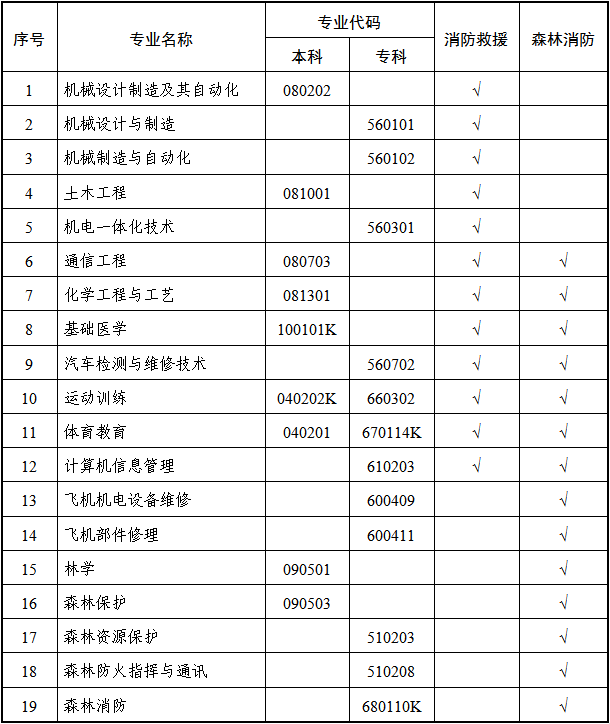 序号 专业名称 专业代码 消防救援 森林消防
本科 专科
1 机械设计制造及其自动化 080202 √
2 机械设计与制造 560101 √
3 机械制造与自动化 560102 √
4 土木工程 081001 √
5 机电一体化技术 560301 √
6 通信工程 080703 √ √
7 化学工程与工艺 081301 √ √
8 基础医学 100101K √ √
9 汽车检测与维修技术 560702 √ √
10 运动训练 040202K 660302 √ √
11 体育教育 040201 670114K √ √
12 计算机信息管理 610203 √ √
13 飞机机电设备维修 600409 √
14 飞机部件修理 600411 √
15 林学 090501 √
16 森林保护 090503 √
17 森林资源保护 510203 √
18 森林防火指挥与通讯 510208 √
19 森林消防 680110K √